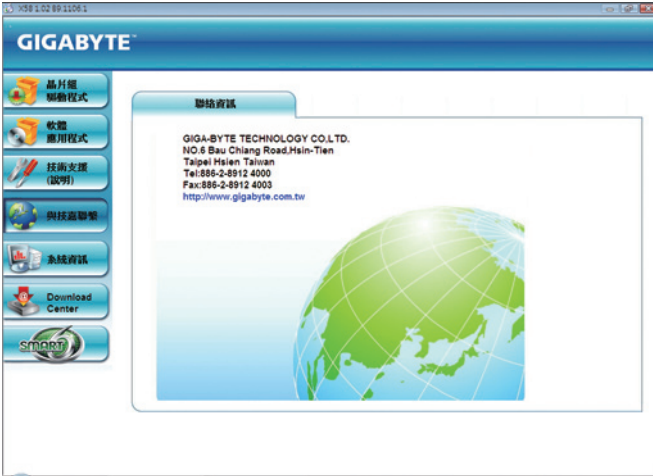 X38 1.02 B9.1106.1
GIGABYTE
晶片組
驅動程式
軟體
應用程式
技術支援
(說明)
與技嘉聯繫
系統資訊
Download
Center
SMART
聯絡資訊
GIGA-BYTE TECHNOLOGY CO.,LTD.
NO.6 Bau Chiang Road,Hsin-Tien
Taipei Hsien Taiwan
Tel:886-2-8912 4000
Fax:886-2-8912 4003
http://www.gigabyte.com.tw